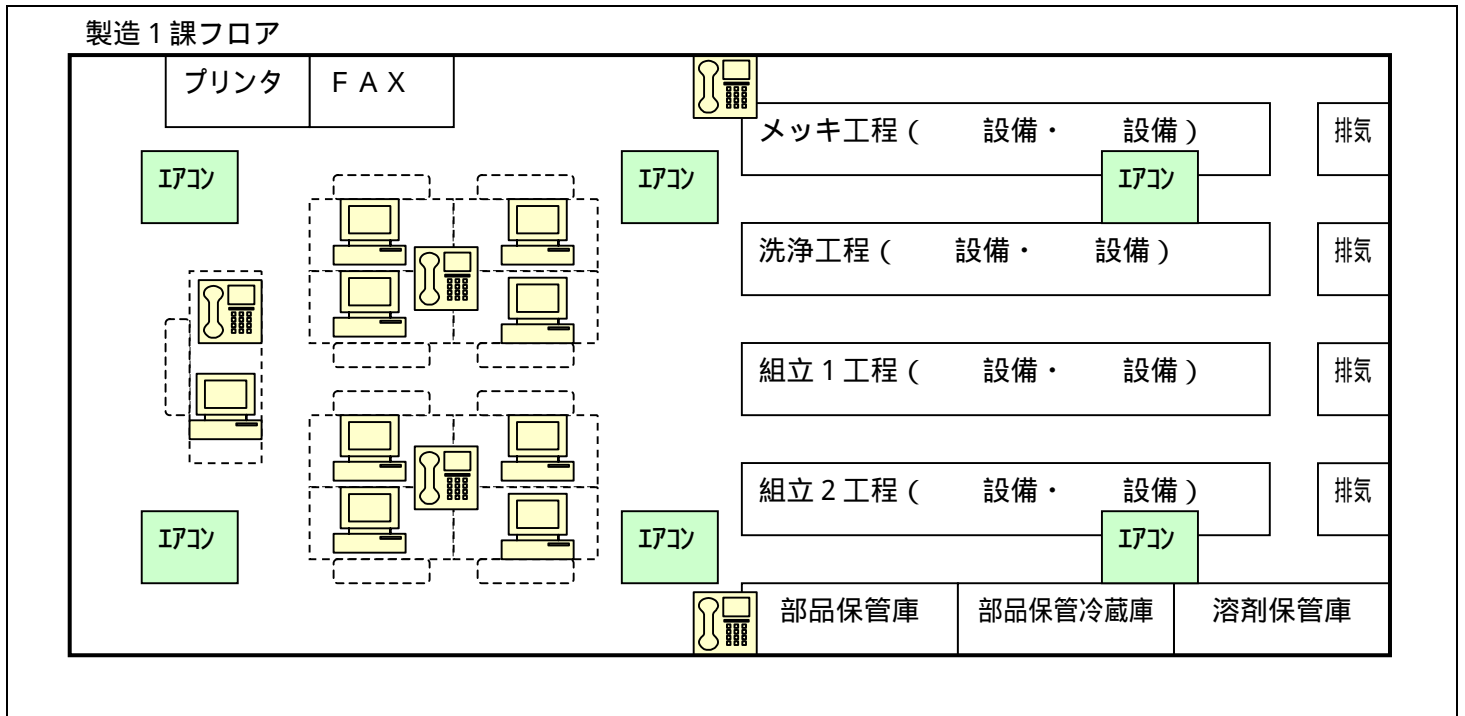 製造1課フロア
プリンタ
ＦＡＸ
メッキ工程（　　設備・　　設備）
排気
エアコン
エアコン
エアコン
洗浄工程（　　設備・　　設備）
排気
組立1工程（　　設備・　　設備）
排気
組立2工程（　　設備・　　設備）
排気
エアコン
エアコン
エアコン
部品保管庫
部品保管冷蔵庫
溶剤保管庫